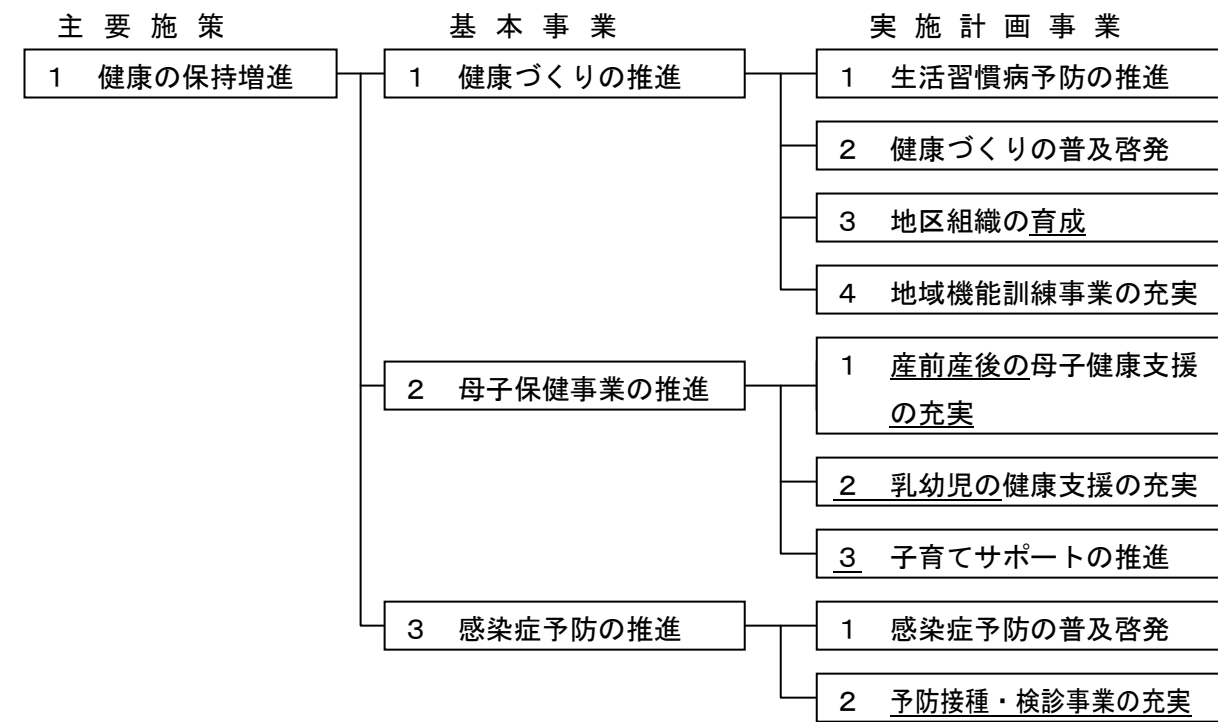 主要施策　基本事業　実施計画事業
１　健康の保持増進　１　健康づくりの推進　１　生活習慣病予防の推進
２　健康づくりの普及啓発
３　地区組織の育成
４　地域機能訓練事業の充実
２　母子保健事業の推進　１　産前産後の母子健康支援
の充実
２　乳幼児の健康支援の充実
３　子育てサポートの推進
３　感染症予防の推進　１　感染症予防の普及啓発
２　予防接種・検診事業の充実